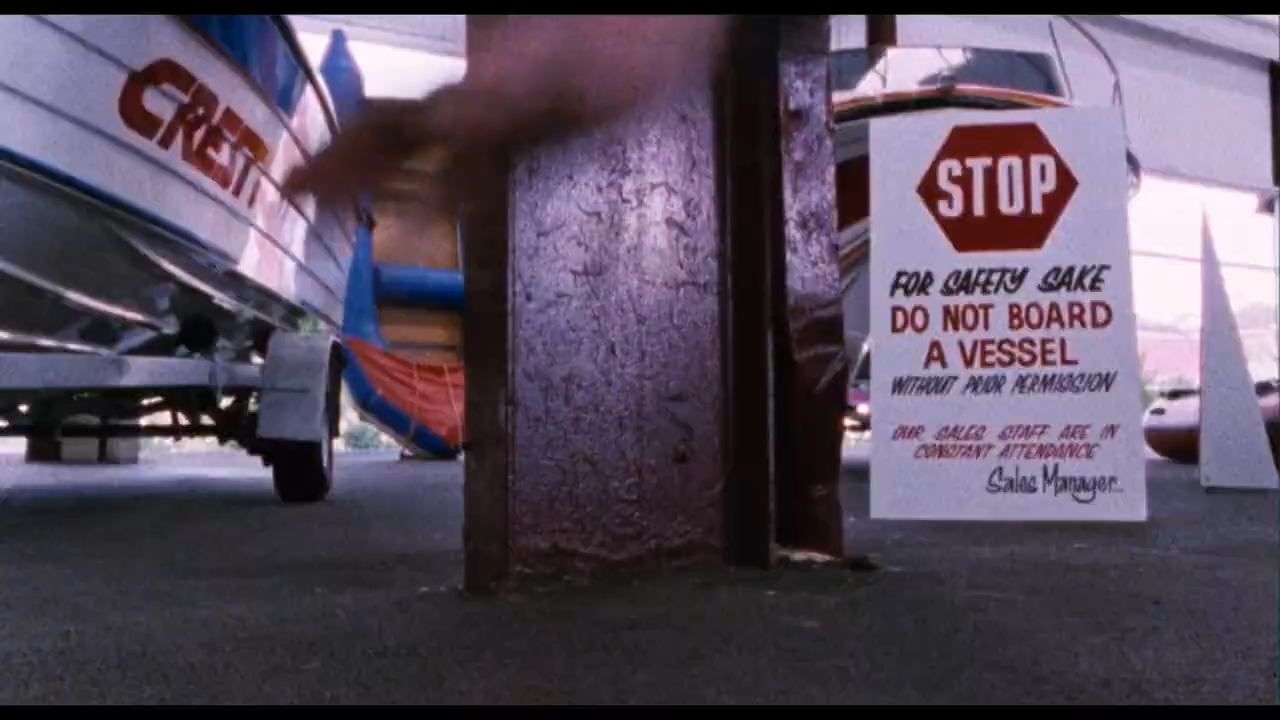 CREST
STOP
FOR SAFETY SAKE
DO NOT BOARD
A VESSEL
WITHOUT PRIOR PERMISSION
OUR SALES STAFF ARE IN
CONSTANT ATTENDANCE
Sales Manager..